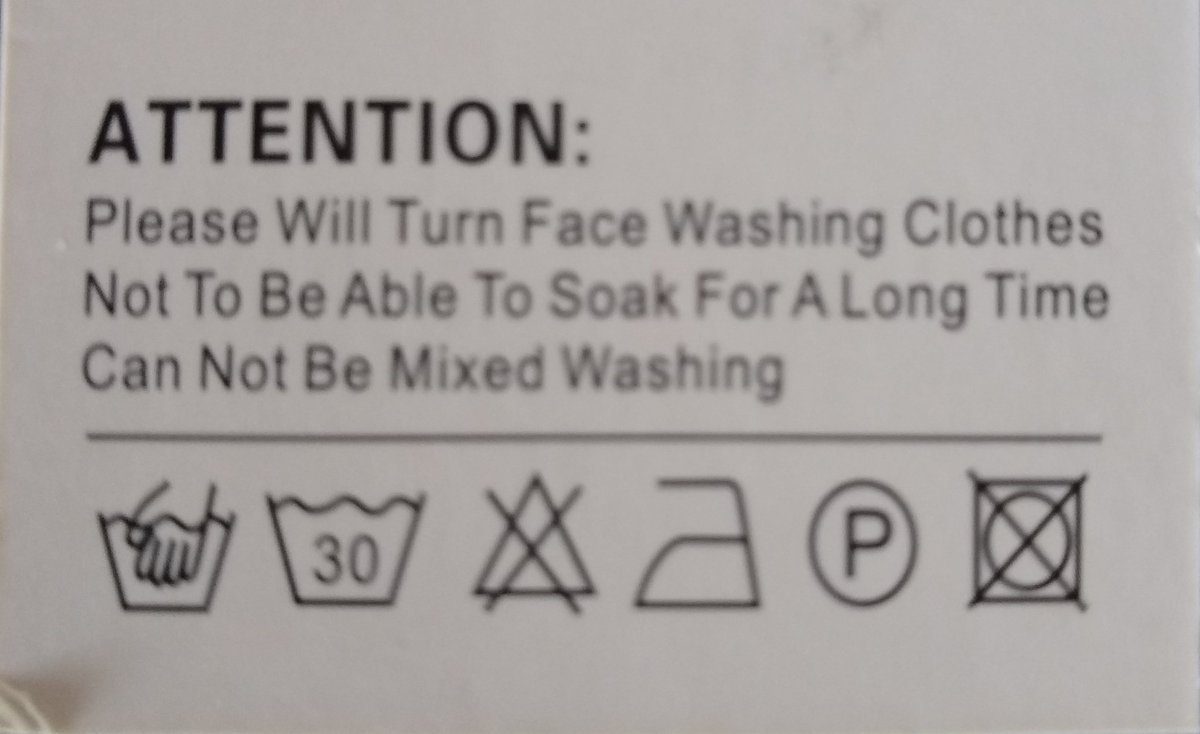 ATTENTION:
Please Will Turn Face Washing Clothes
Not To Be Able To Soak For A Long Time
Can Not Be Mixed Washing
30 P